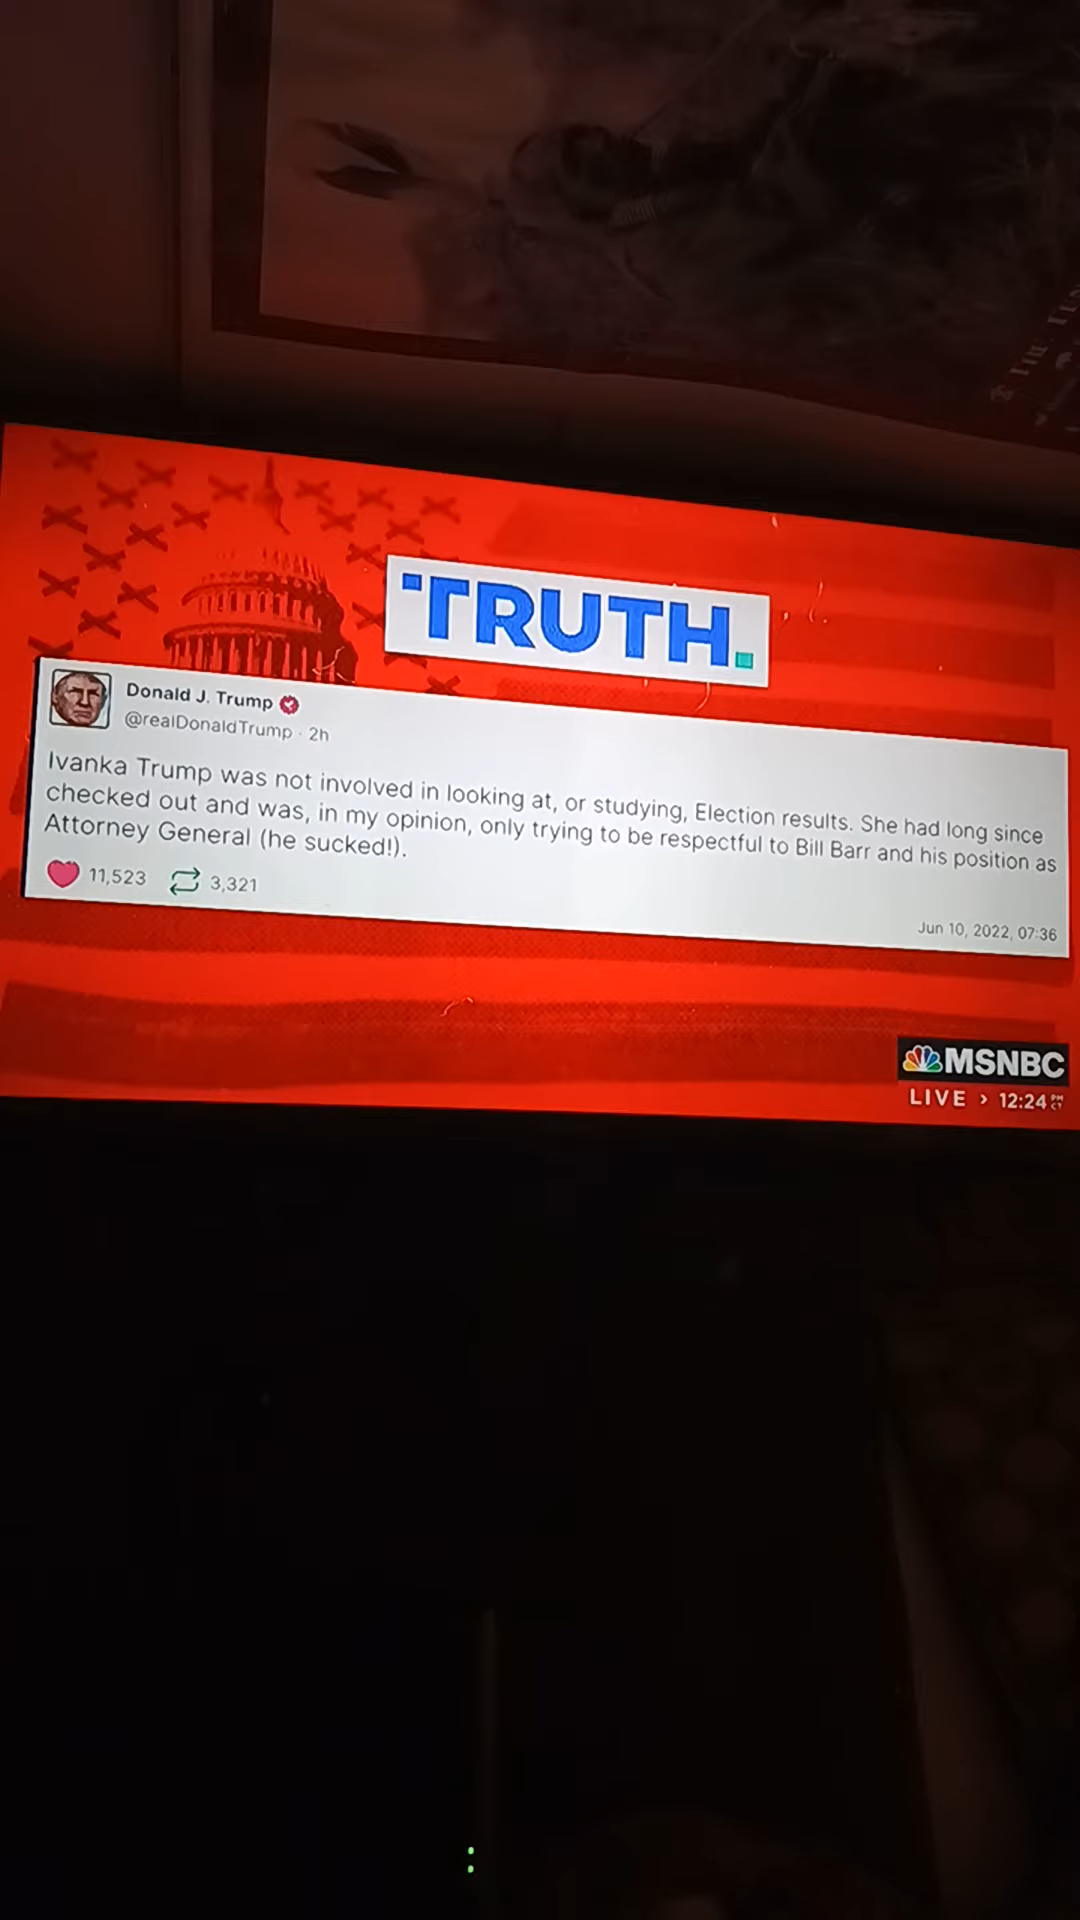 TRUTH.
Donald J. Trump
@realDonaldTrump · 2h
Ivanka Trump was not involved in looking at, or studying, Election results. She had long since
checked out and was, in my opinion, only trying to be respectful to Bill Barr and his position as
Attorney General (he sucked!).
11,523 3,321
Jun 10, 2022, 07:36
MSNBC
LIVE > 12:24 PM CT